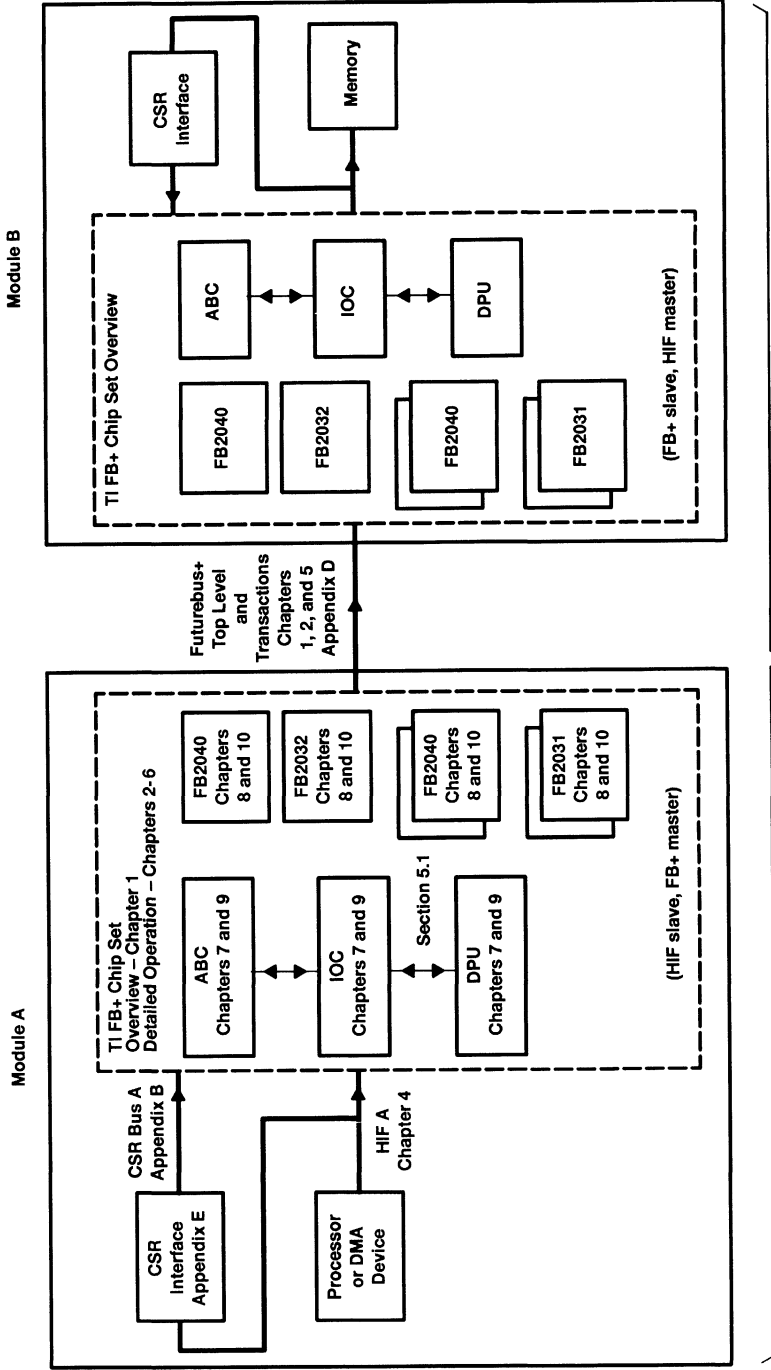 Module A
CSR
Interface
Appendix E
CSR Bus A
Appendix B
Processor
or DMA
Device
HIF A
Chapter 4
TI FB+ Chip Set
Overview – Chapter 1
Detailed Operation – Chapters 2-6
ABC
Chapters 7 and 9
IOC
Chapters 7 and 9
Section 5.1
DPU
Chapters 7 and 9
FB2040
Chapters
8 and 10
FB2032
Chapters
8 and 10
FB2040
Chapters
8 and 10
FB2031
Chapters
8 and 10
(HIF slave, FB+ master)
Futurebus+
Top Level
and
Transactions
Chapters
1, 2, and 5
Appendix D
Module B
TI FB+ Chip Set Overview
FB2040
FB2032
FB2040
FB2031
ABC
IOC
DPU
(FB+ slave, HIF master)
CSR
Interface
Memory